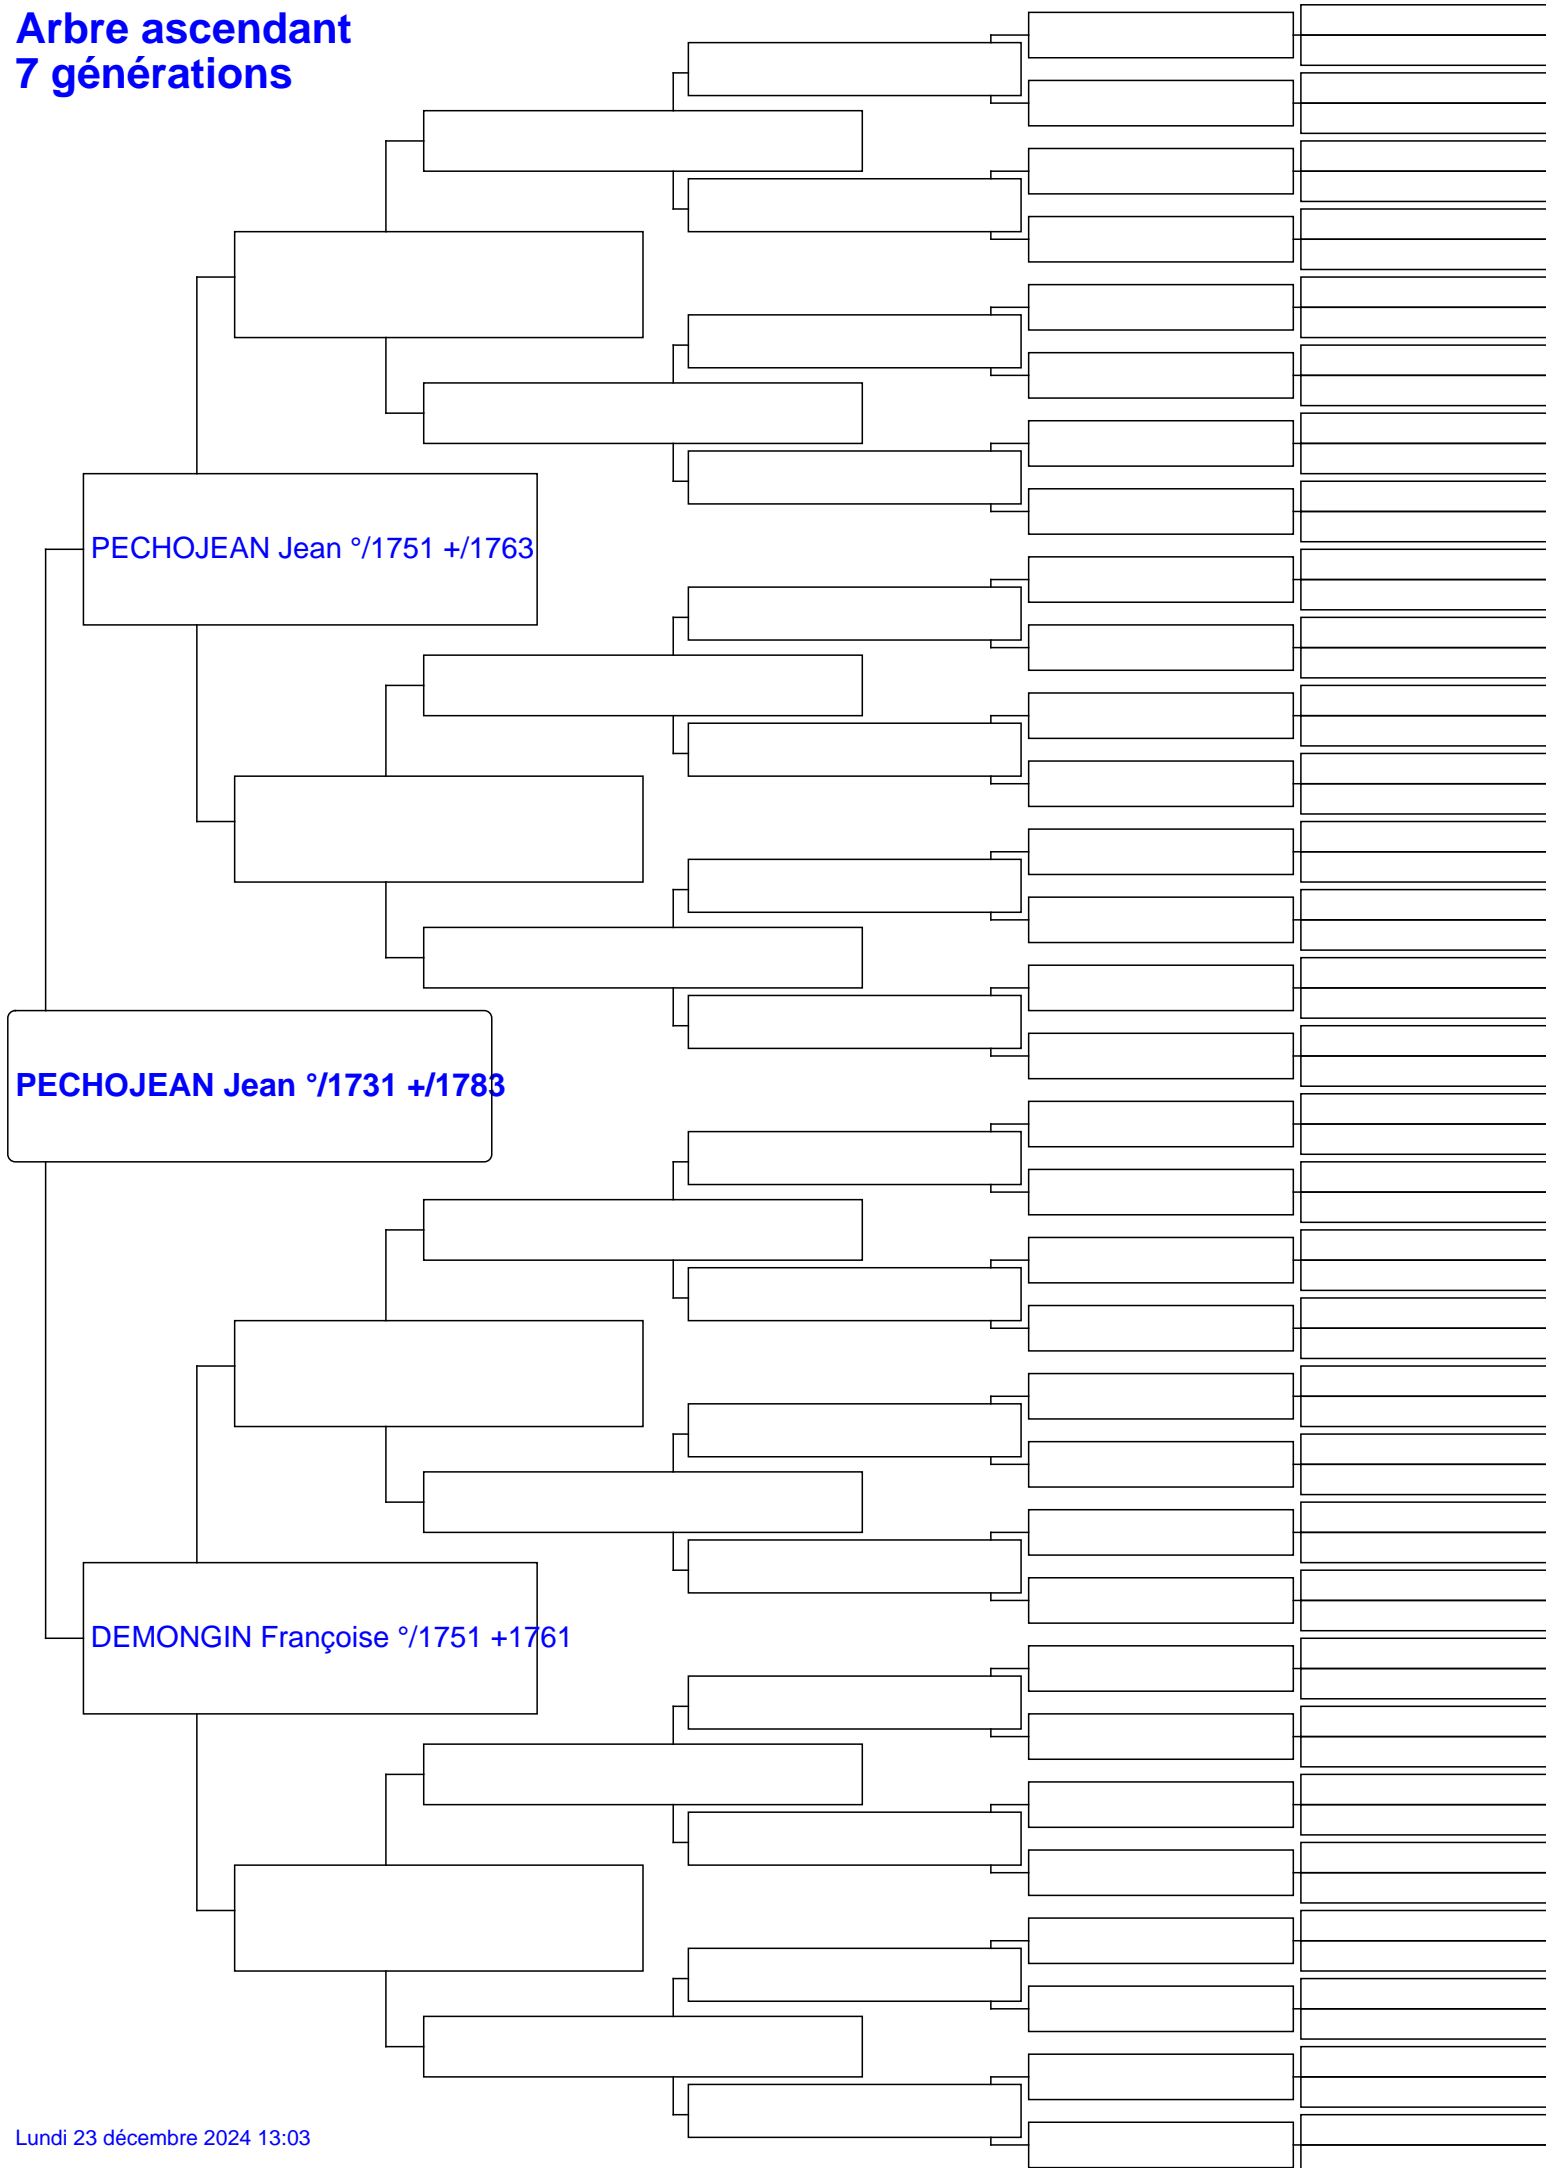 Arbre ascendant
7 générations
PECHOJEAN Jean °/1751 +/1763
PECHOJEAN Jean °/1731 +/1783
DEMONGIN Françoise °/1751 +1761
Lundi 23 décembre 2024 13:03